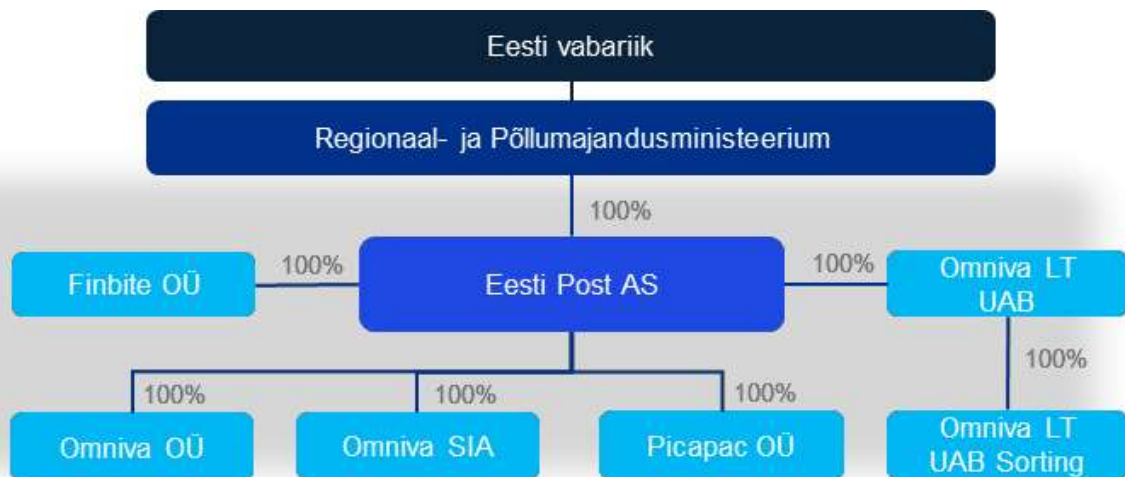 Eesti vabariik
Regionaal- ja Põllumajandusministeerium
100%
Finbite OÜ
100%
Eesti Post AS
100%
Omniva LT
UAB
100%
100%
100%
100%
Omniva OÜ
Omniva SIA
Picapac OÜ
Omniva LT
UAB Sorting